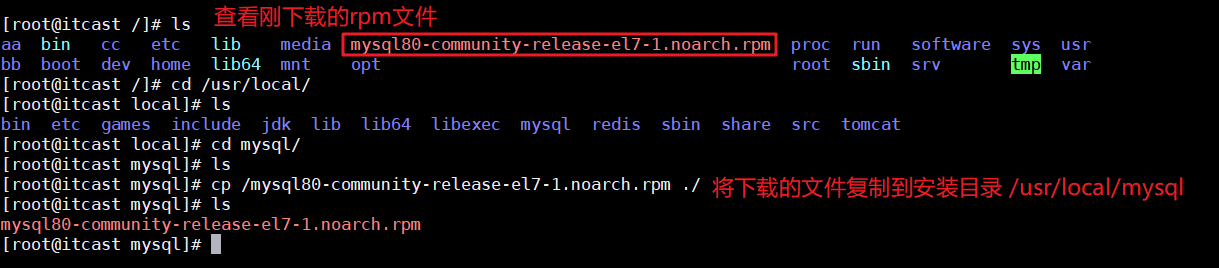 [root@itcast /]# ls 查看刚下载的rpm文件
aa bin cc etc lib media mysql80-community-release-el7-1.noarch.rpm proc run software sys usr
bb boot dev home lib64 mnt opt root sbin srv tmp var
[root@itcast /]# cd /usr/local/
[root@itcast local]# ls
bin etc games include jdk lib lib64 libexec mysql redis sbin share src tomcat
[root@itcast local]# cd mysql/
[root@itcast mysql]# ls
[root@itcast mysql]# cp /mysql80-community-release-el7-1.noarch.rpm ./ 将下载的文件复制到安装目录 /usr/local/mysql
[root@itcast mysql]# ls
mysql80-community-release-el7-1.noarch.rpm
[root@itcast mysql]#